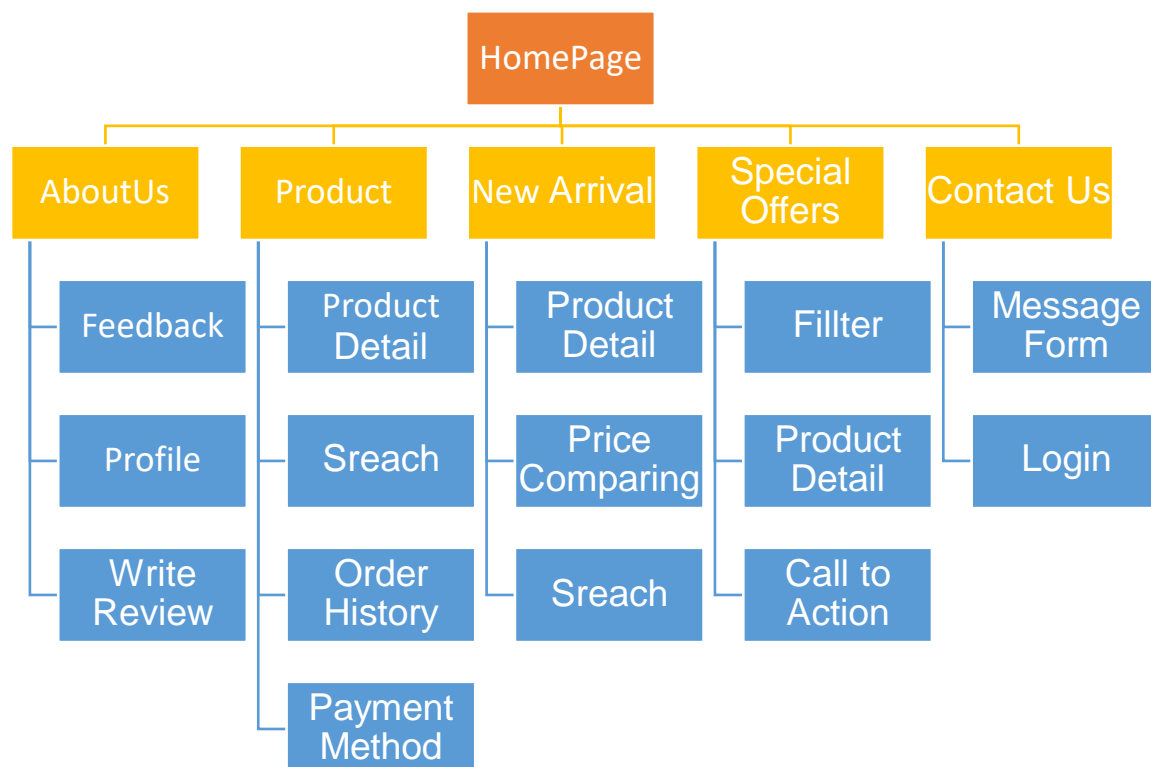 HomePage
AboutUs
Product
New Arrival
Special
Offers
Contact Us
Feedback
Product
Detail
Product
Detail
Fillter
Message
Form
Profile
Sreach
Price
Comparing
Product
Detail
Login
Write
Review
Order
History
Sreach
Call to
Action
Payment
Method